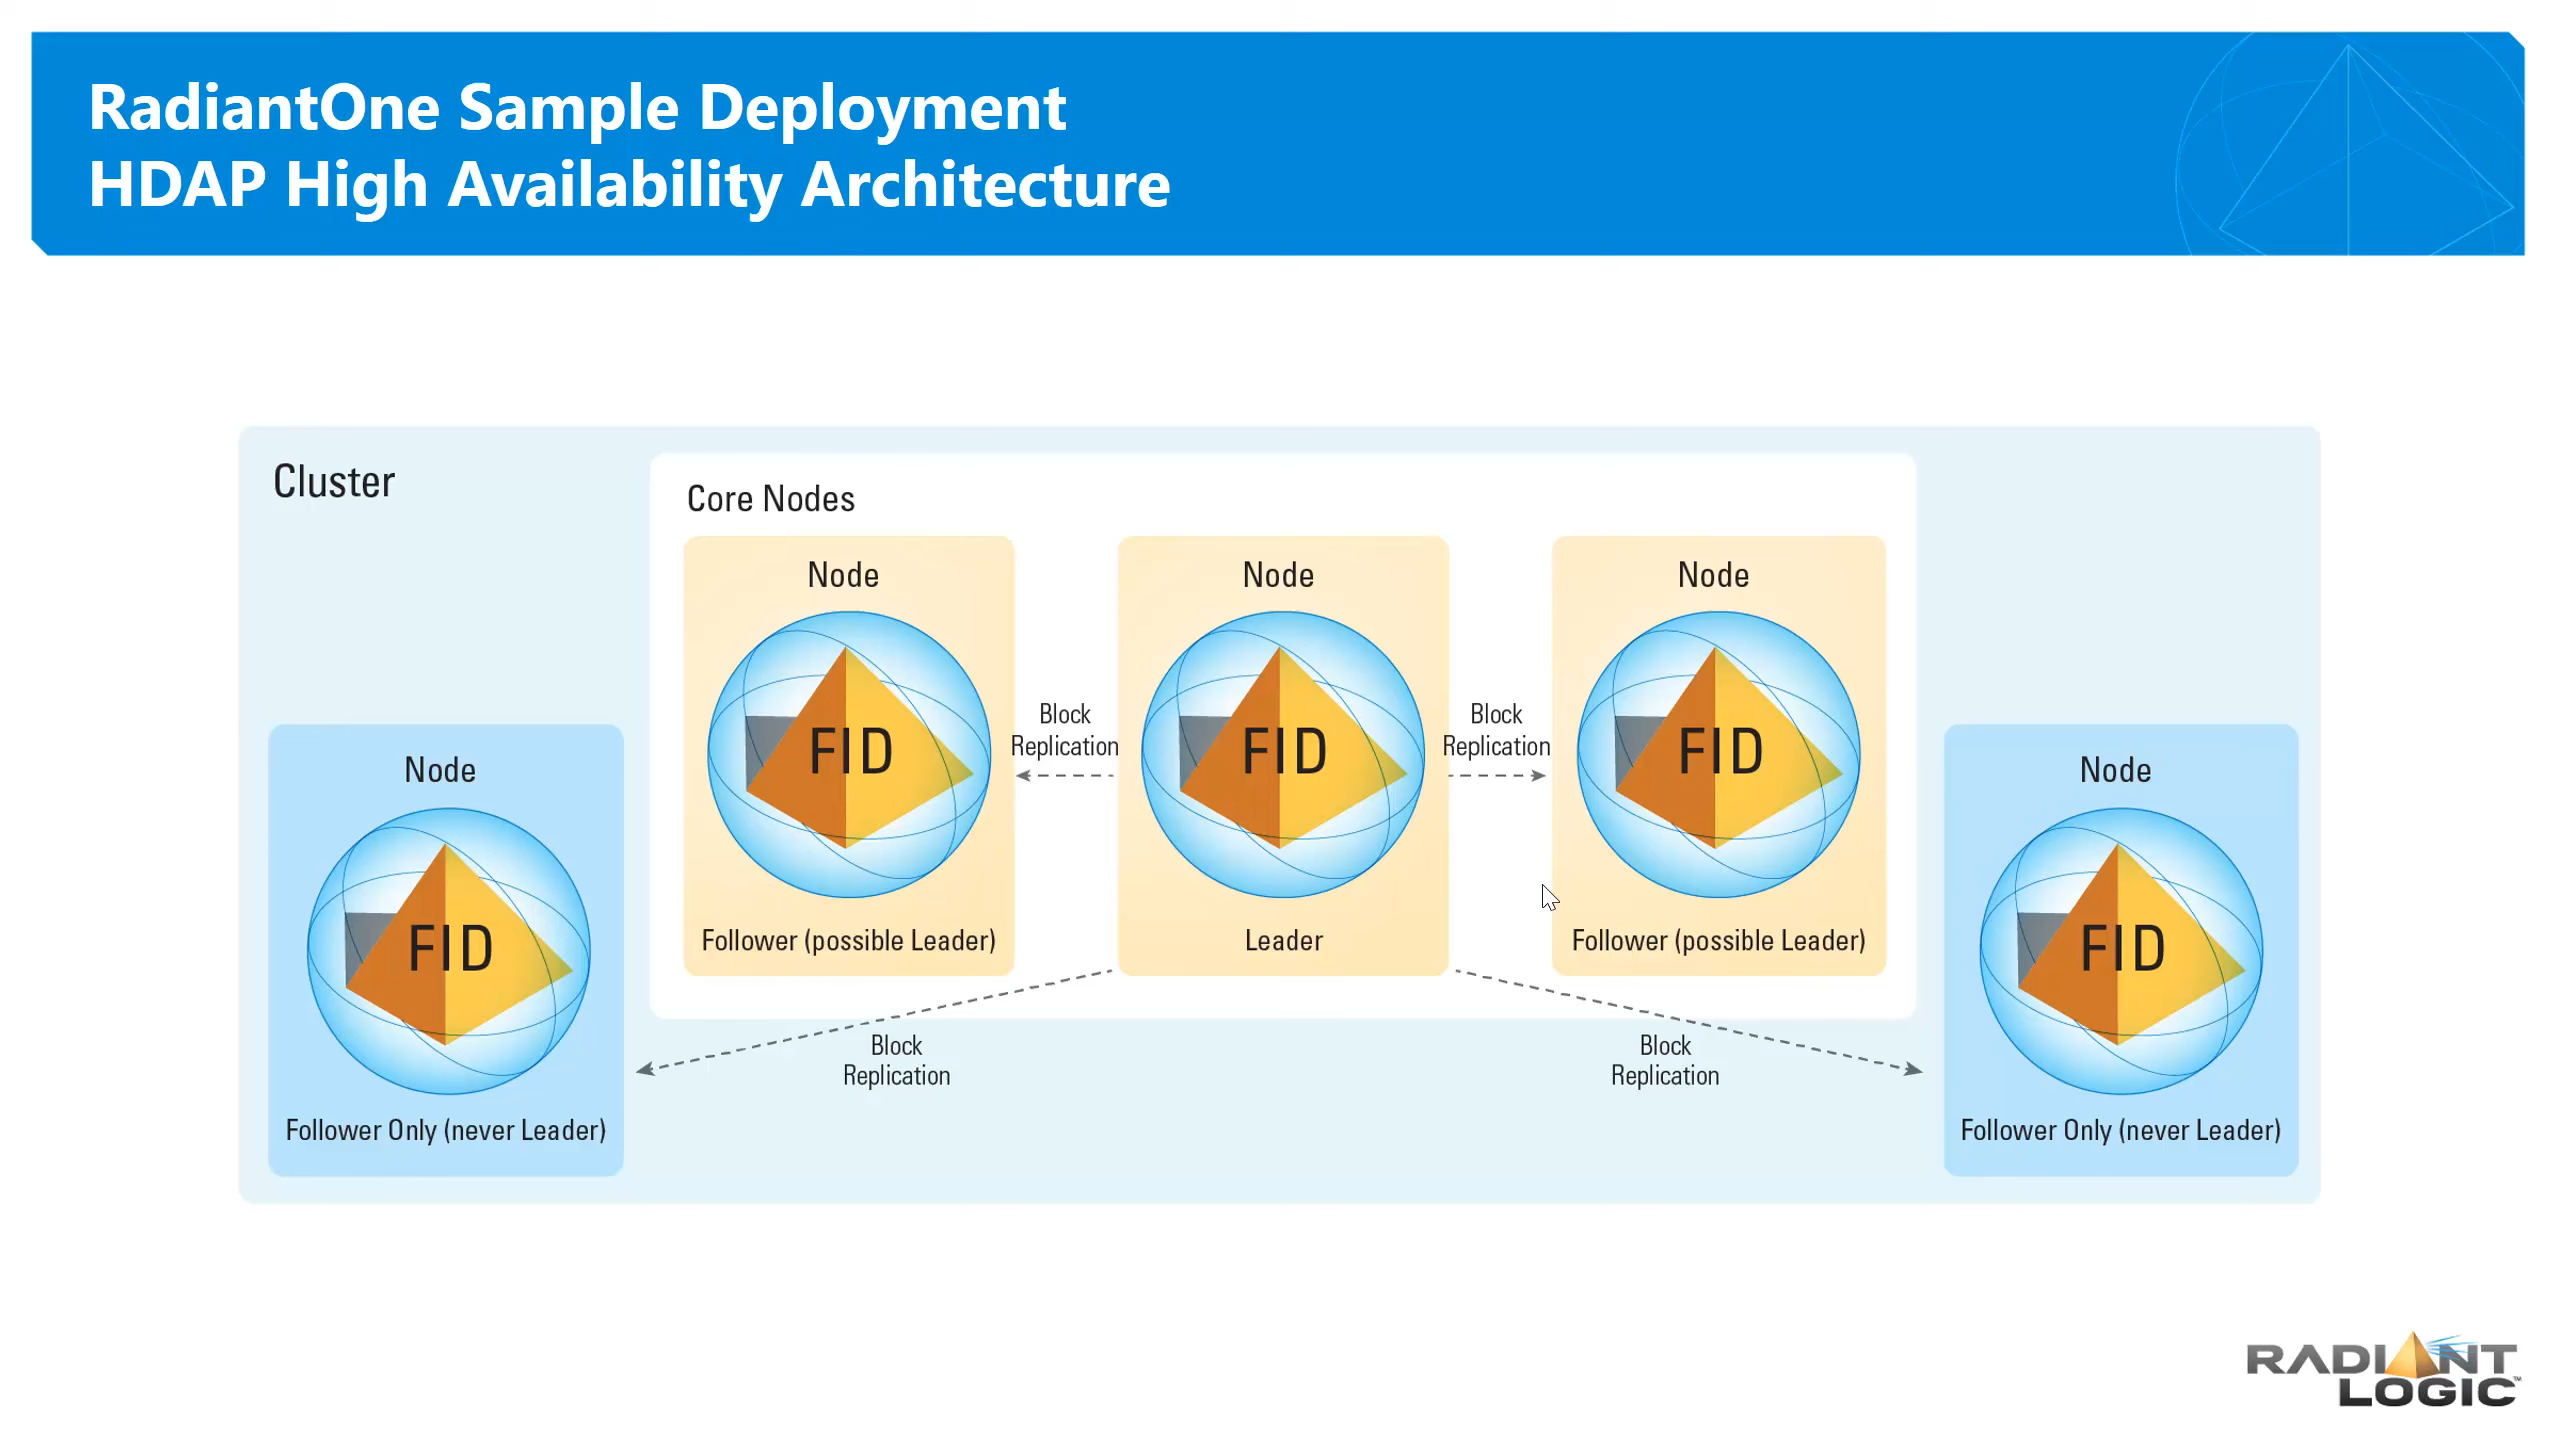 RadiantOne Sample Deployment
HDAP High Availability Architecture
Cluster
Core Nodes
Node
FID
Follower (possible Leader)
Block
Replication
Node
FID
Leader
Block
Replication
Node
FID
Follower (possible Leader)
Node
FID
Follower Only (never Leader)
Block
Replication
Block
Replication
Node
FID
Follower Only (never Leader)
RADIANT
LOGIC™